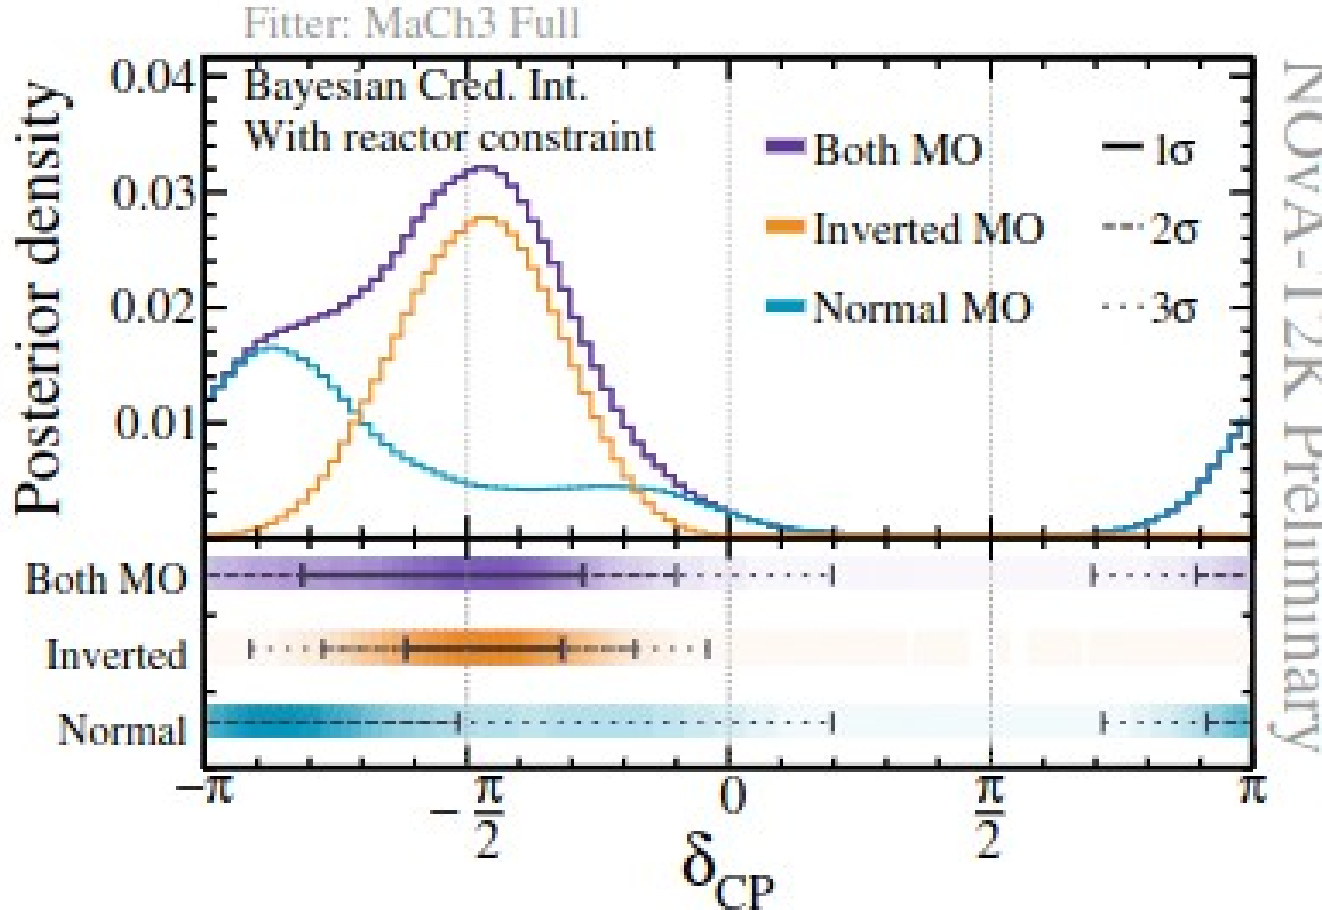 Fitter: MaCh3 Full
Bayesian Cred. Int.
With reactor constraint
Both MO
Inverted MO
Normal MO
1σ
2σ
3σ
Posterior density
0.04
0.03
0.02
0.01
Both MO
Inverted
Normal
−π
−π/2
0
π/2
π
δCP
NOvA-T2K Preliminary